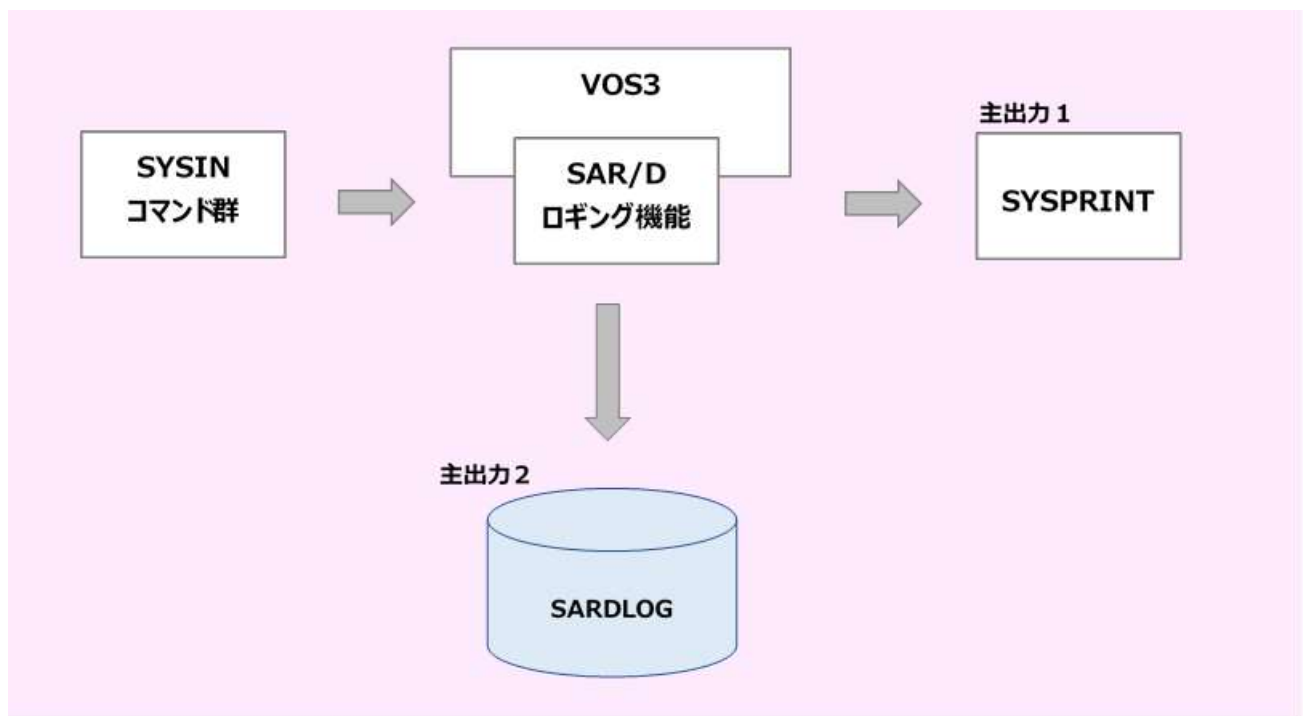 VOS3
主出力1
SYSIN
コマンド群
SAR/D
ロギング機能
SYSPRINT
主出力2
SARDLOG